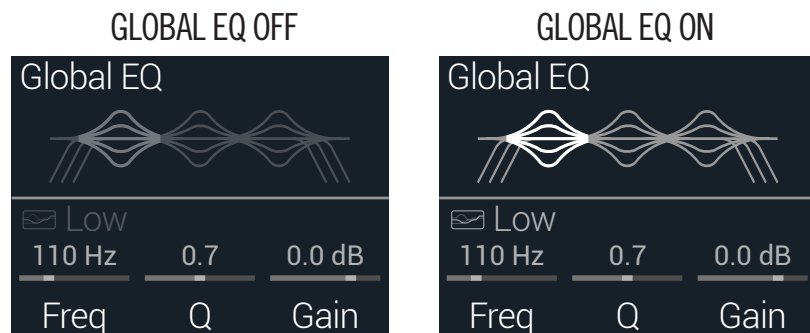 GLOBAL EQ OFF
Global EQ
Low
110 Hz 0.7 0.0 dB
Freq Q Gain
GLOBAL EQ ON
Global EQ
Low
110 Hz 0.7 0.0 dB
Freq Q Gain